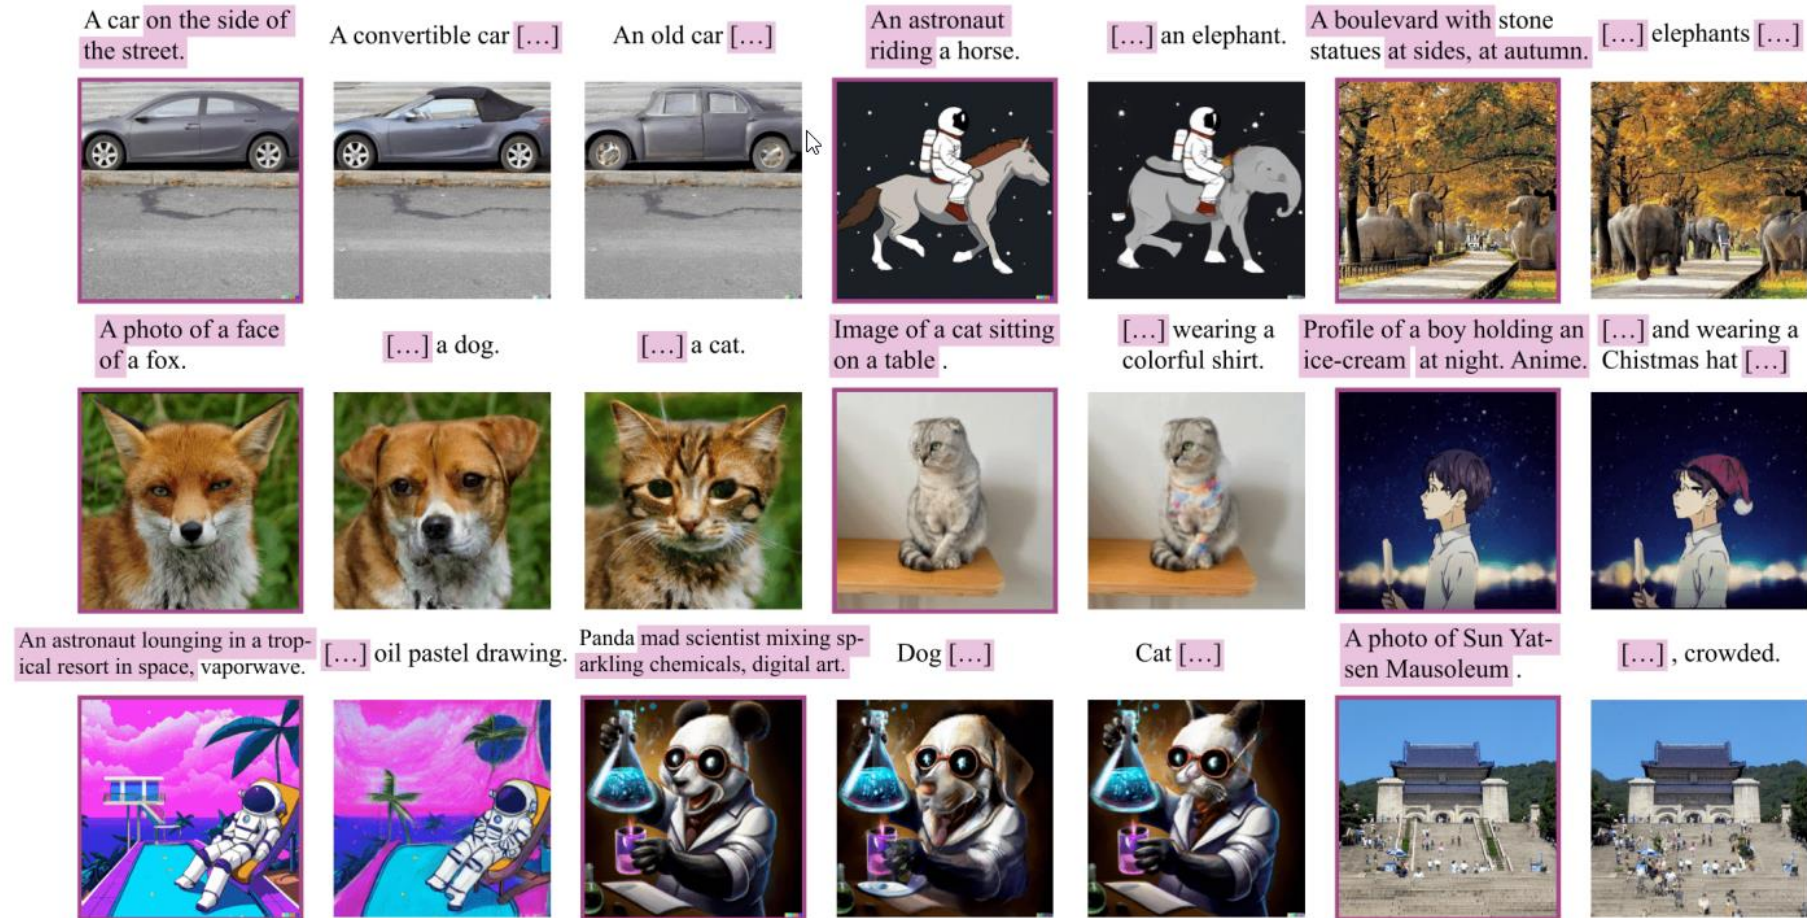 A car on the side of
the street.
A convertible car [...]
An old car [...]
An astronaut
riding a horse.
[...] an elephant.
A boulevard with stone
statues at sides, at autumn.
[...] elephants [...]
A photo of a face
of a fox.
[...] a dog.
[...] a cat.
Image of a cat sitting
on a table .
[...] wearing a
colorful shirt.
Profile of a boy holding an
ice-cream at night. Anime.
[...] and wearing a
Chistmas hat [...]
An astronaut lounging in a trop-
ical resort in space, vaporwave.
[...] oil pastel drawing.
Panda mad scientist mixing sp-
arkling chemicals, digital art.
Dog [...]
Cat [...]
A photo of Sun Yat-
sen Mausoleum .
[...] , crowded.